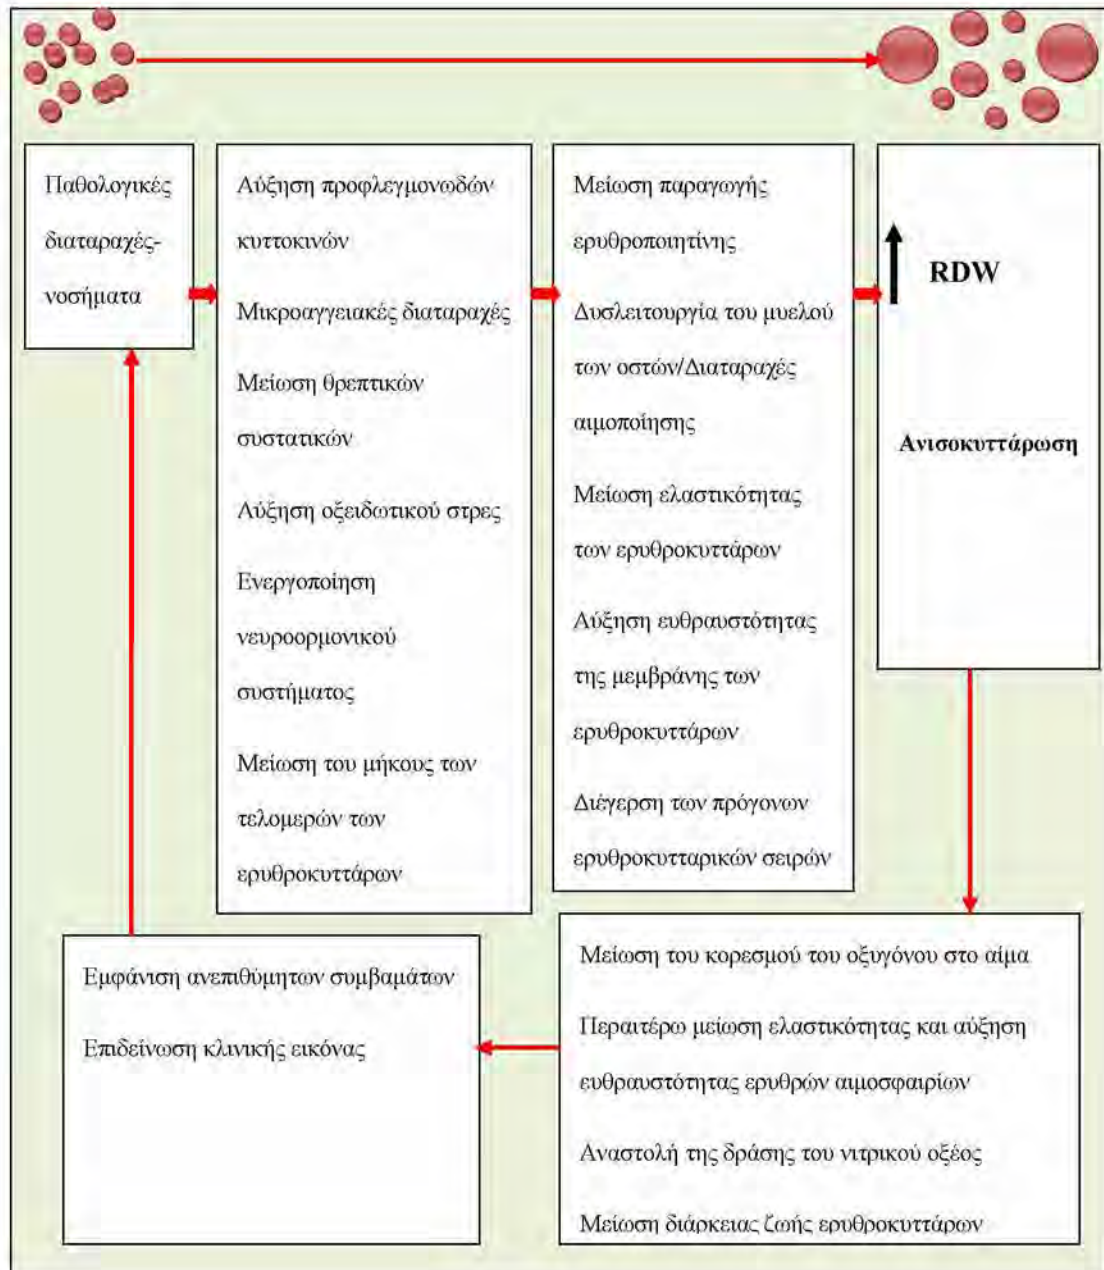 Παθολογικές
διαταραχές-
νοσήματα
Αύξηση προφλεγμονωδών
κυττοκινών
Μικροαγγειακές διαταραχές
Μείωση θρεπτικών
συστατικών
Αύξηση οξειδωτικού στρες
Ενεργοποίηση
νευροορμονικού
συστήματος
Μείωση του μήκους των
τελομερών των
ερυθροκυττάρων
Μείωση παραγωγής
ερυθροποιητίνης
Δυσλειτουργία του μυελού
των οστών/Διαταραχές
αιμοποίησης
Μείωση ελαστικότητας
των ερυθροκυττάρων
Αύξηση ευθραυστότητας
της μεμβράνης των
ερυθροκυττάρων
Διέγερση των πρόγονων
ερυθροκυτταρικών σειρών
RDW
Ανισοκυττάρωση
Μείωση του κορεσμού του οξυγόνου στο αίμα
Περαιτέρω μείωση ελαστικότητας και αύξηση
ευθραυστότητας ερυθρών αιμοσφαιρίων
Αναστολή της δράσης του νιτρικού οξέος
Μείωση διάρκειας ζωής ερυθροκυττάρων
Εμφάνιση ανεπιθύμητων συμβαμάτων
Επιδείνωση κλινικής εικόνας